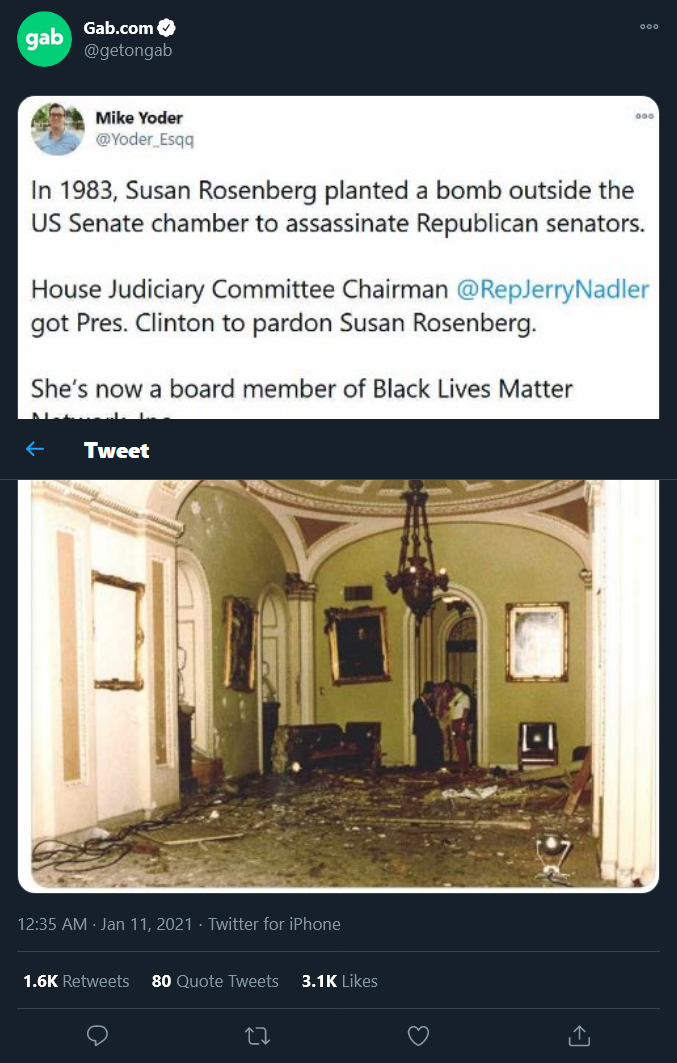 gab
Gab.com
@getongab
Mike Yoder
@Yoder_Esqq
In 1983, Susan Rosenberg planted a bomb outside the
US Senate chamber to assassinate Republican senators.
House Judiciary Committee Chairman @RepJerryNadler
got Pres. Clinton to pardon Susan Rosenberg.
She's now a board member of Black Lives Matter
Tweet
12:35 AM · Jan 11, 2021 · Twitter for iPhone
1.6K Retweets 80 Quote Tweets 3.1K Likes